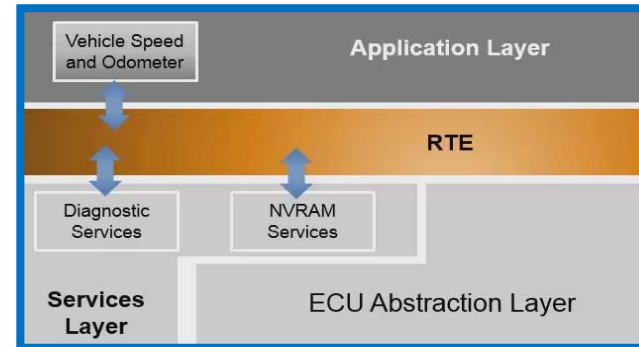 Vehicle Speed
and Odometer
Application Layer
RTE
Diagnostic
Services
NVRAM
Services
Services
Layer
ECU Abstraction Layer